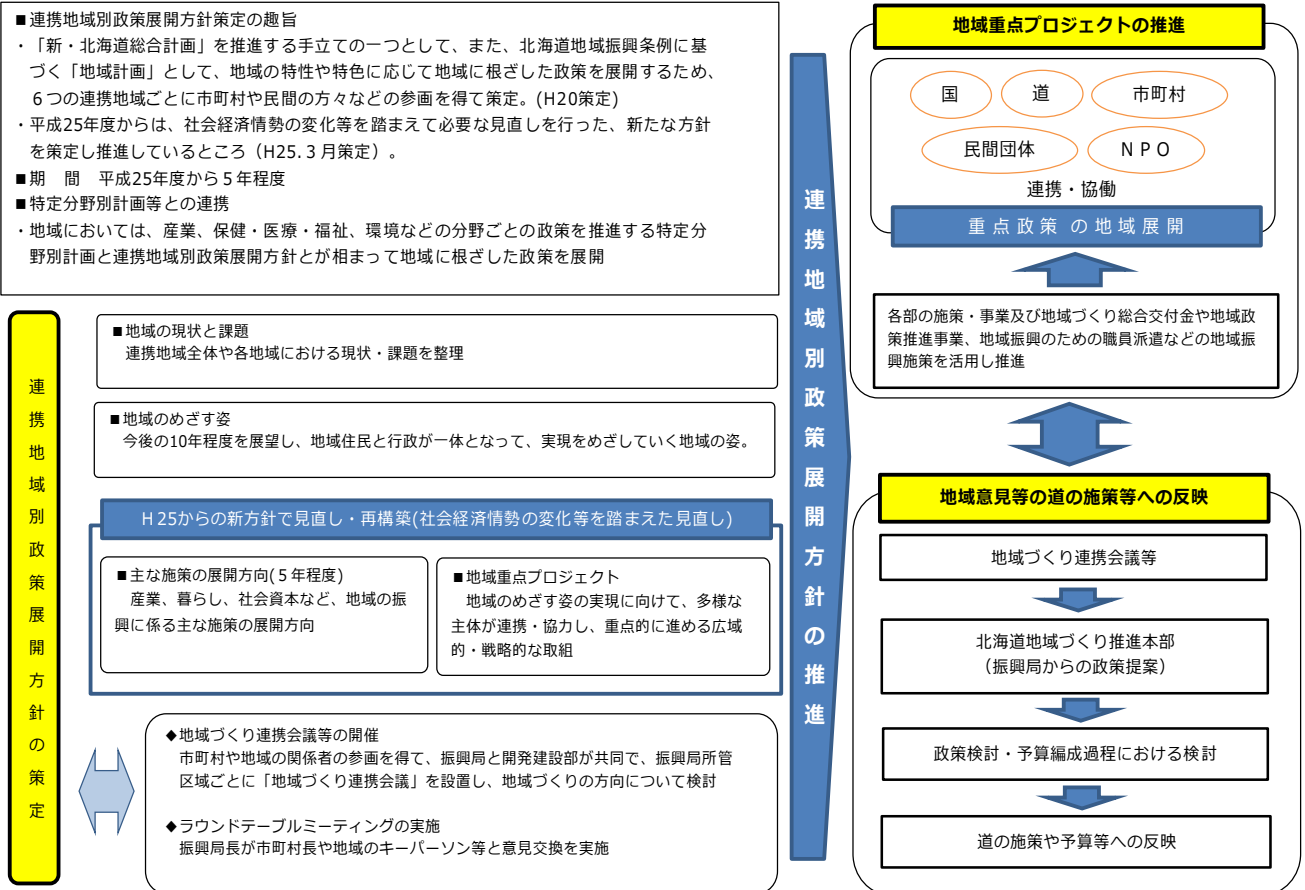 ■連携地域別政策展開方針策定の趣旨
・「新・北海道総合計画」を推進する手立ての一つとして、また、北海道地域振興条例に基
づく「地域計画」として、地域の特性や特色に応じて地域に根ざした政策を展開するため、
６つの連携地域ごとに市町村や民間の方々などの参画を得て策定。(H20策定)
・平成25年度からは、社会経済情勢の変化等を踏まえて必要な見直しを行った、新たな方針
を策定し推進しているところ（H25.３月策定）。
■期　間　平成25年度から５年程度
■特定分野別計画等との連携
・地域においては、産業、保健・医療・福祉、環境などの分野ごとの政策を推進する特定分
野別計画と連携地域別政策展開方針とが相まって地域に根ざした政策を展開
連携地域別政策展開方針の策定
■地域の現状と課題
連携地域全体や各地域における現状・課題を整理
■地域のめざす姿
今後の10年程度を展望し、地域住民と行政が一体となって、実現をめざしていく地域の姿。
Ｈ25からの新方針で見直し・再構築(社会経済情勢の変化等を踏まえた見直し)
■主な施策の展開方向(５年程度)
産業、暮らし、社会資本など、地域の振
興に係る主な施策の展開方向
■地域重点プロジェクト
地域のめざす姿の実現に向けて、多様な
主体が連携・協力し、重点的に進める広域
的・戦略的な取組
◆地域づくり連携会議等の開催
市町村や地域の関係者の参画を得て、振興局と開発建設部が共同で、振興局所管
区域ごとに「地域づくり連携会議」を設置し、地域づくりの方向について検討
◆ラウンドテーブルミーティングの実施
振興局長が市町村長や地域のキーパーソン等と意見交換を実施
連携地域別政策展開方針の推進
地域重点プロジェクトの推進
国
道
市町村
民間団体
ＮＰＯ
連携・協働
重点政策 の地域展開
各部の施策・事業及び地域づくり総合交付金や地域政
策推進事業、地域振興のための職員派遣などの地域振
興施策を活用し推進
地域意見等の道の施策等への反映
地域づくり連携会議等
北海道地域づくり推進本部
（振興局からの政策提案）
政策検討・予算編成過程における検討
道の施策や予算等への反映